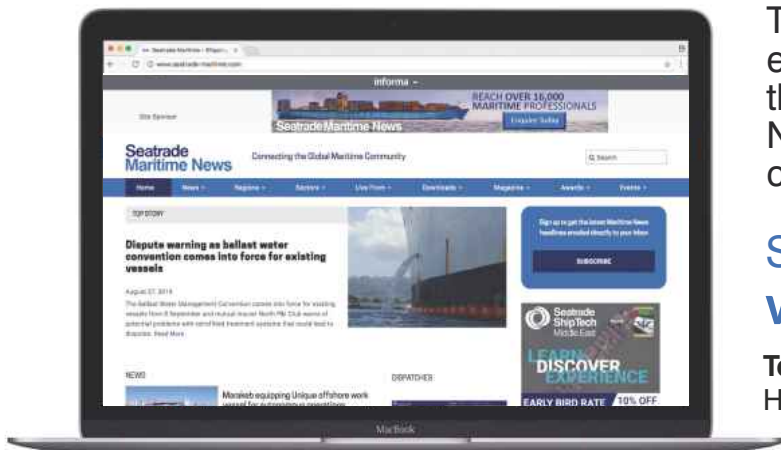 Seatrade Maritime - Shippi...
www.seatrade-maritime.com
informa
Site Sponsor
Seatrade Maritime News
REACH OVER 16,000
MARITIME PROFESSIONALS
Enquire Today
Seatrade
Maritime News
Connecting the Global Maritime Community
Search
Home News Regions Sectors Live From Downloads Magazine Awards Events
TOP STORY
Dispute warning as ballast water
convention comes into force for existing
vessels
August 27, 2019
The Ballast Water Management Convention comes into force for existing
vessels from 8 September and mutual insurer North P&I Club warns of
potential problems with retrofitted treatment systems that could lead to
disputes. Read More
Sign up to get the latest Maritime News
headlines emailed directly to your inbox
SUBSCRIBE
Seatrade
ShipTech
Middle East
LEARN
DISCOVER
EXPERIENCE
EARLY BIRD RATE 10% OFF
NEWS
Marakeb equipping Unique offshore work
vessel for autonomous operations
DISPATCHES
MacBook
T
e
th
N
c
S
To
H